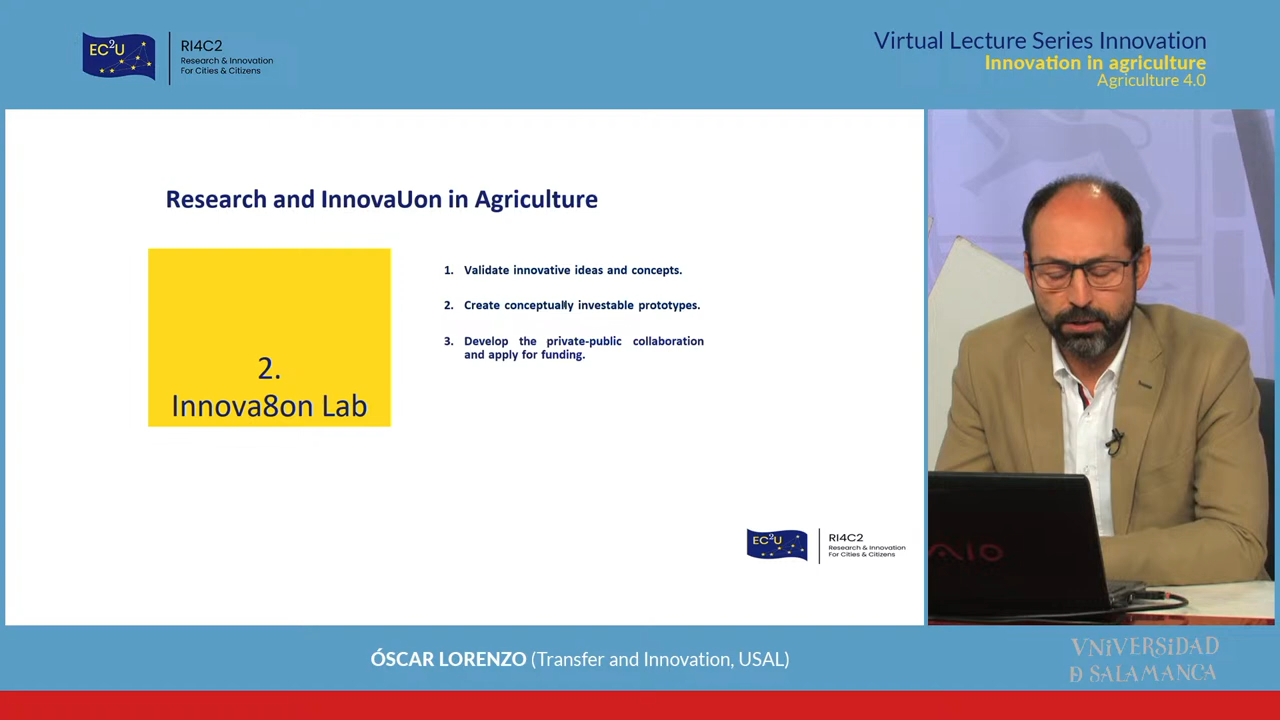 EC2U
RI4C2
Research & Innovation
For Cities & Citizens
Virtual Lecture Series Innovation
Innovation in agriculture
Agriculture 4.0
Research and InnovaUon in Agriculture
2.
Innova8on Lab
1. Validate innovative ideas and concepts.
2. Create conceptually investable prototypes.
3. Develop the private-public collaboration
and apply for funding.
EC2U
RI4C2
Research & Innovation
For Cities & Citizens
VAIO
ÓSCAR LORENZO (Transfer and Innovation, USAL)
VNiVERSiDAD
D SALAMANCA